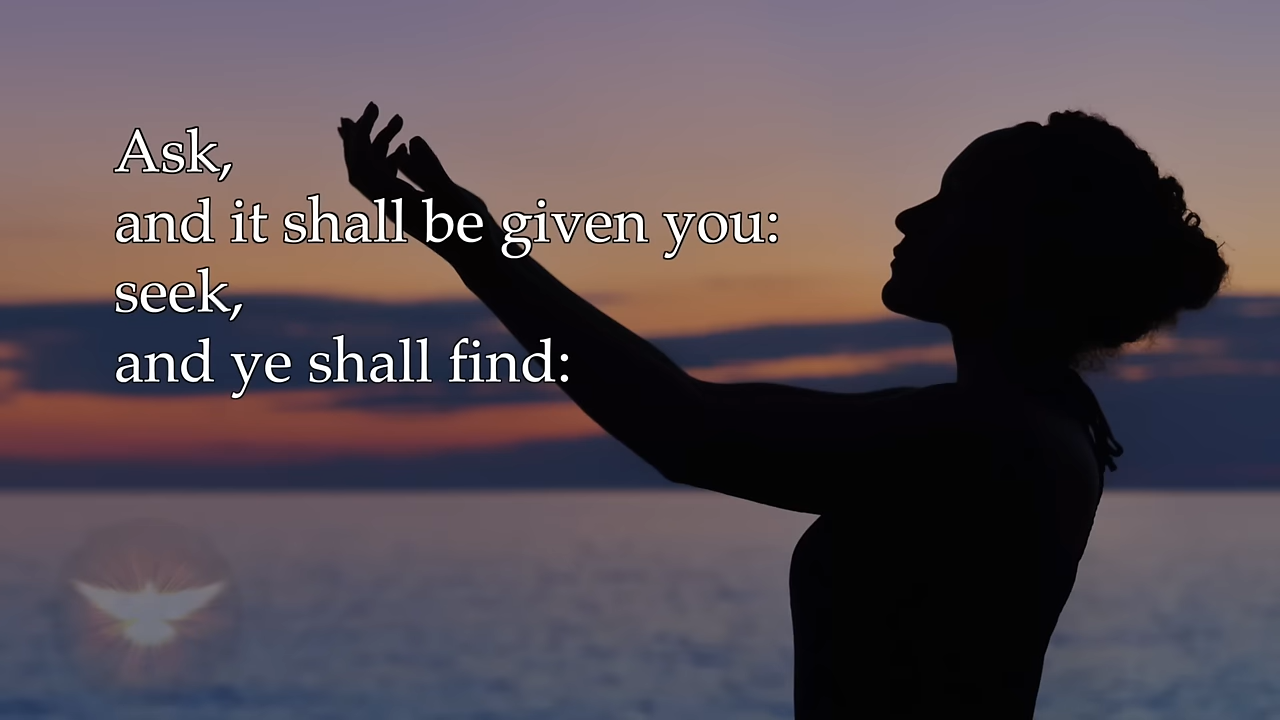 Ask,
and it shall be given you:
seek,
and ye shall find: